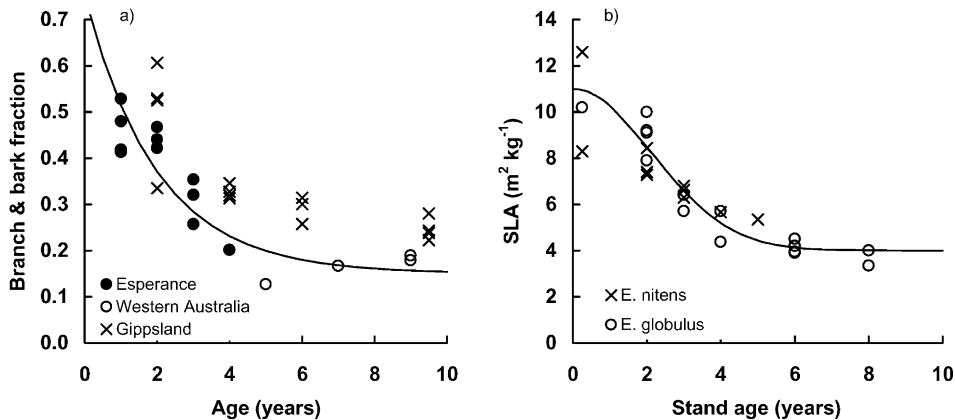 a)
0.7
0.6
0.5
0.4
0.3
0.2
0.1
0.0
Branch & bark fraction
Esperance
Western Australia
Gippsland
0 2 4 6 8 10
Age (years)
b)
14
12
10
8
6
4
2
0
SLA (m² kg⁻¹)
E. nitens
E. globulus
0 2 4 6 8 10
Stand age (years)